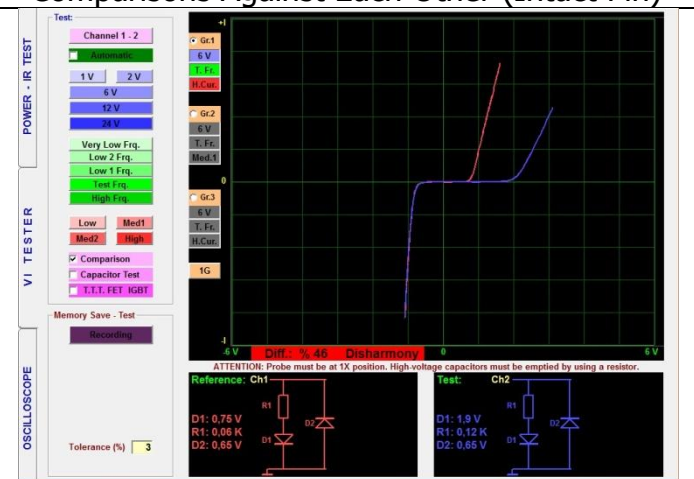 Comparisons Against Each Other (Intact Pin)
POWER - IR TEST
VI TESTER
OSCILLOSCOPE
Test:
Channel 1 - 2
Automatic
1 V 2 V
6 V
12 V
24 V
Very Low Frq.
Low 2 Frq.
Low 1 Frq.
Test Frq.
High Frq.
Low Med1
Med2 High
Comparison
Capacitor Test
T.T.T. FET IGBT
Memory Save - Test
Recording
Tolerance (%) 3
Gr.1
6 V
T. Fr.
H.Cur.
Gr.2
6 V
T. Fr.
Med.1
Gr.3
6 V
T. Fr.
H.Cur.
1G
+I
0
-I
-6 V Diff.: % 46 Disharmony 0 6 V
ATTENTION: Probe must be at 1X position. High-voltage capacitors must be emptied by using a resistor.
Reference: Ch1
R1
D1
D2
D1: 0,75 V
R1: 0,06 K
D2: 0,65 V
Test: Ch2
R1
D1
D2
D1: 1,9 V
R1: 0,12 K
D2: 0,65 V